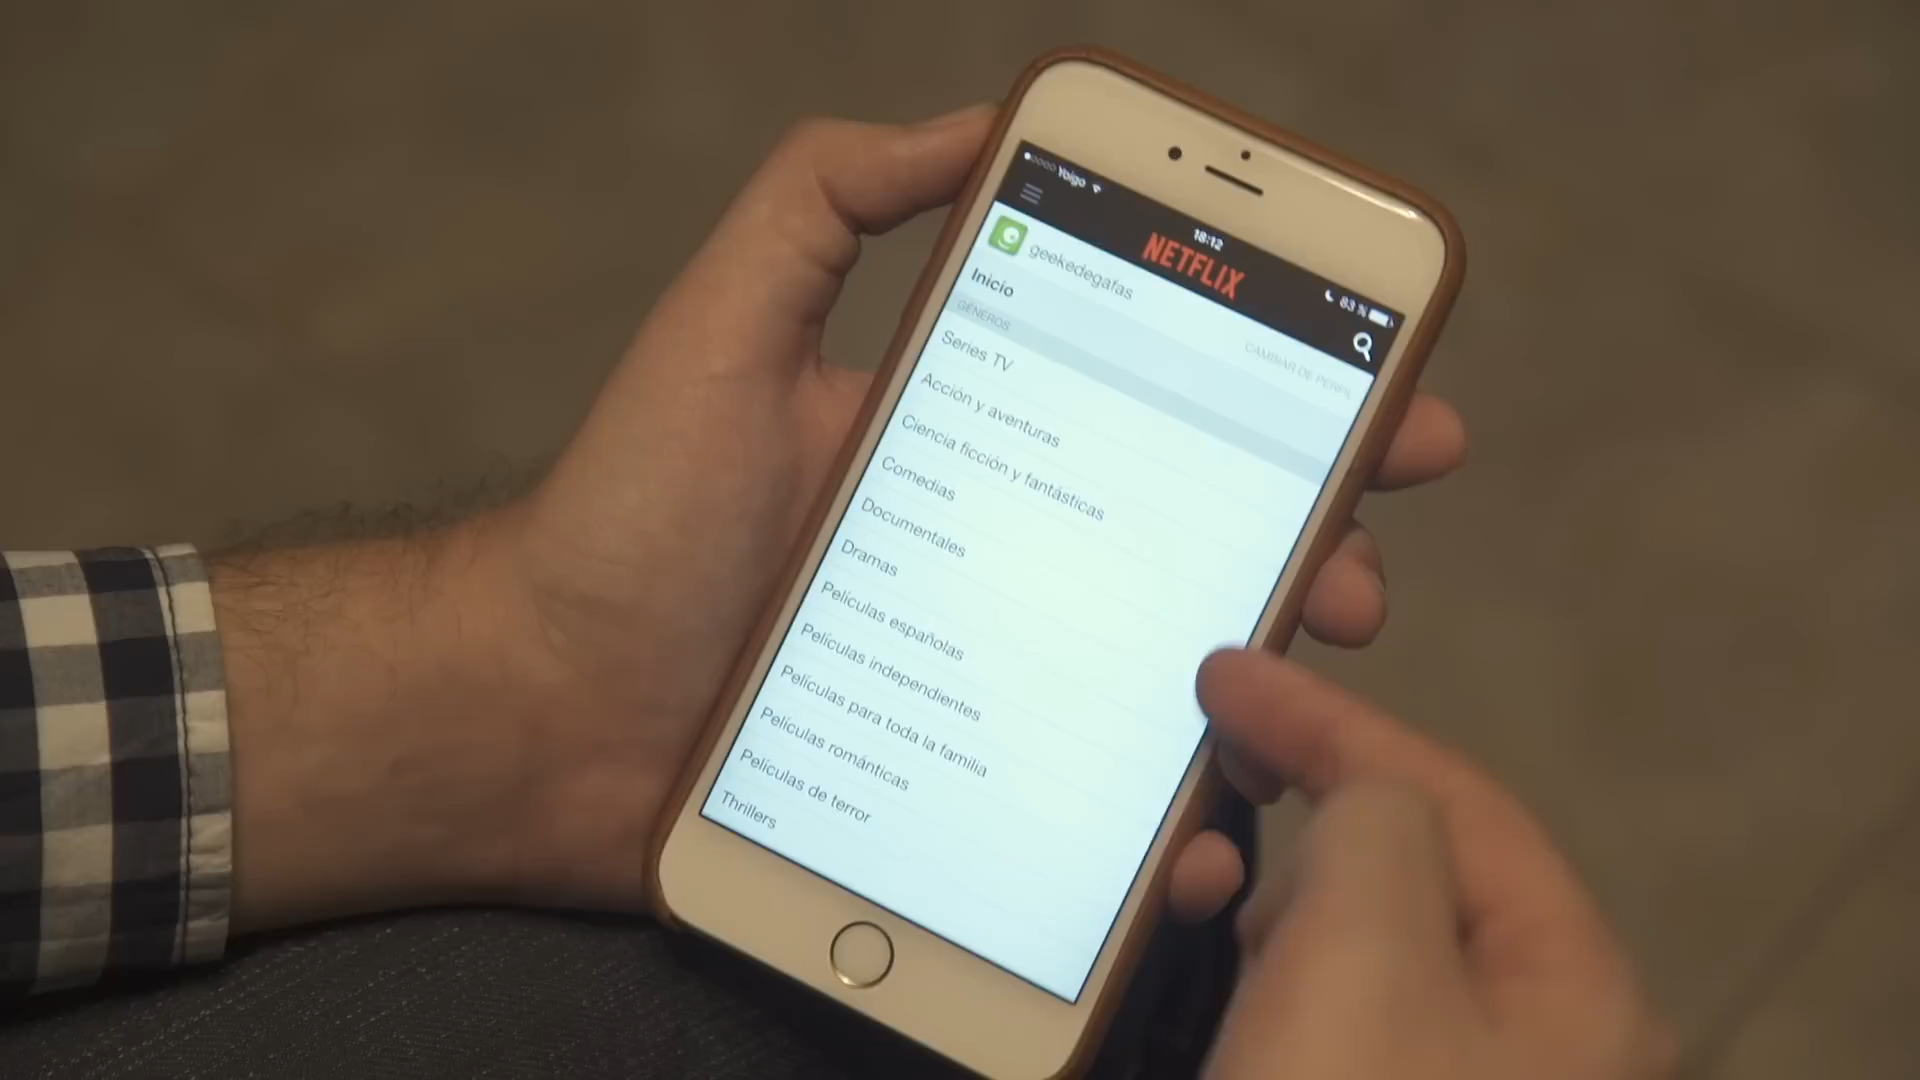 Yoigo
18:12
83 %
NETFLIX
geekedegafas
CAMBIAR DE PERFIL
Inicio
GÉNEROS
Series TV
Acción y aventuras
Ciencia ficción y fantásticas
Comedias
Documentales
Dramas
Películas españolas
Películas independientes
Películas para toda la familia
Películas románticas
Películas de terror
Thrillers